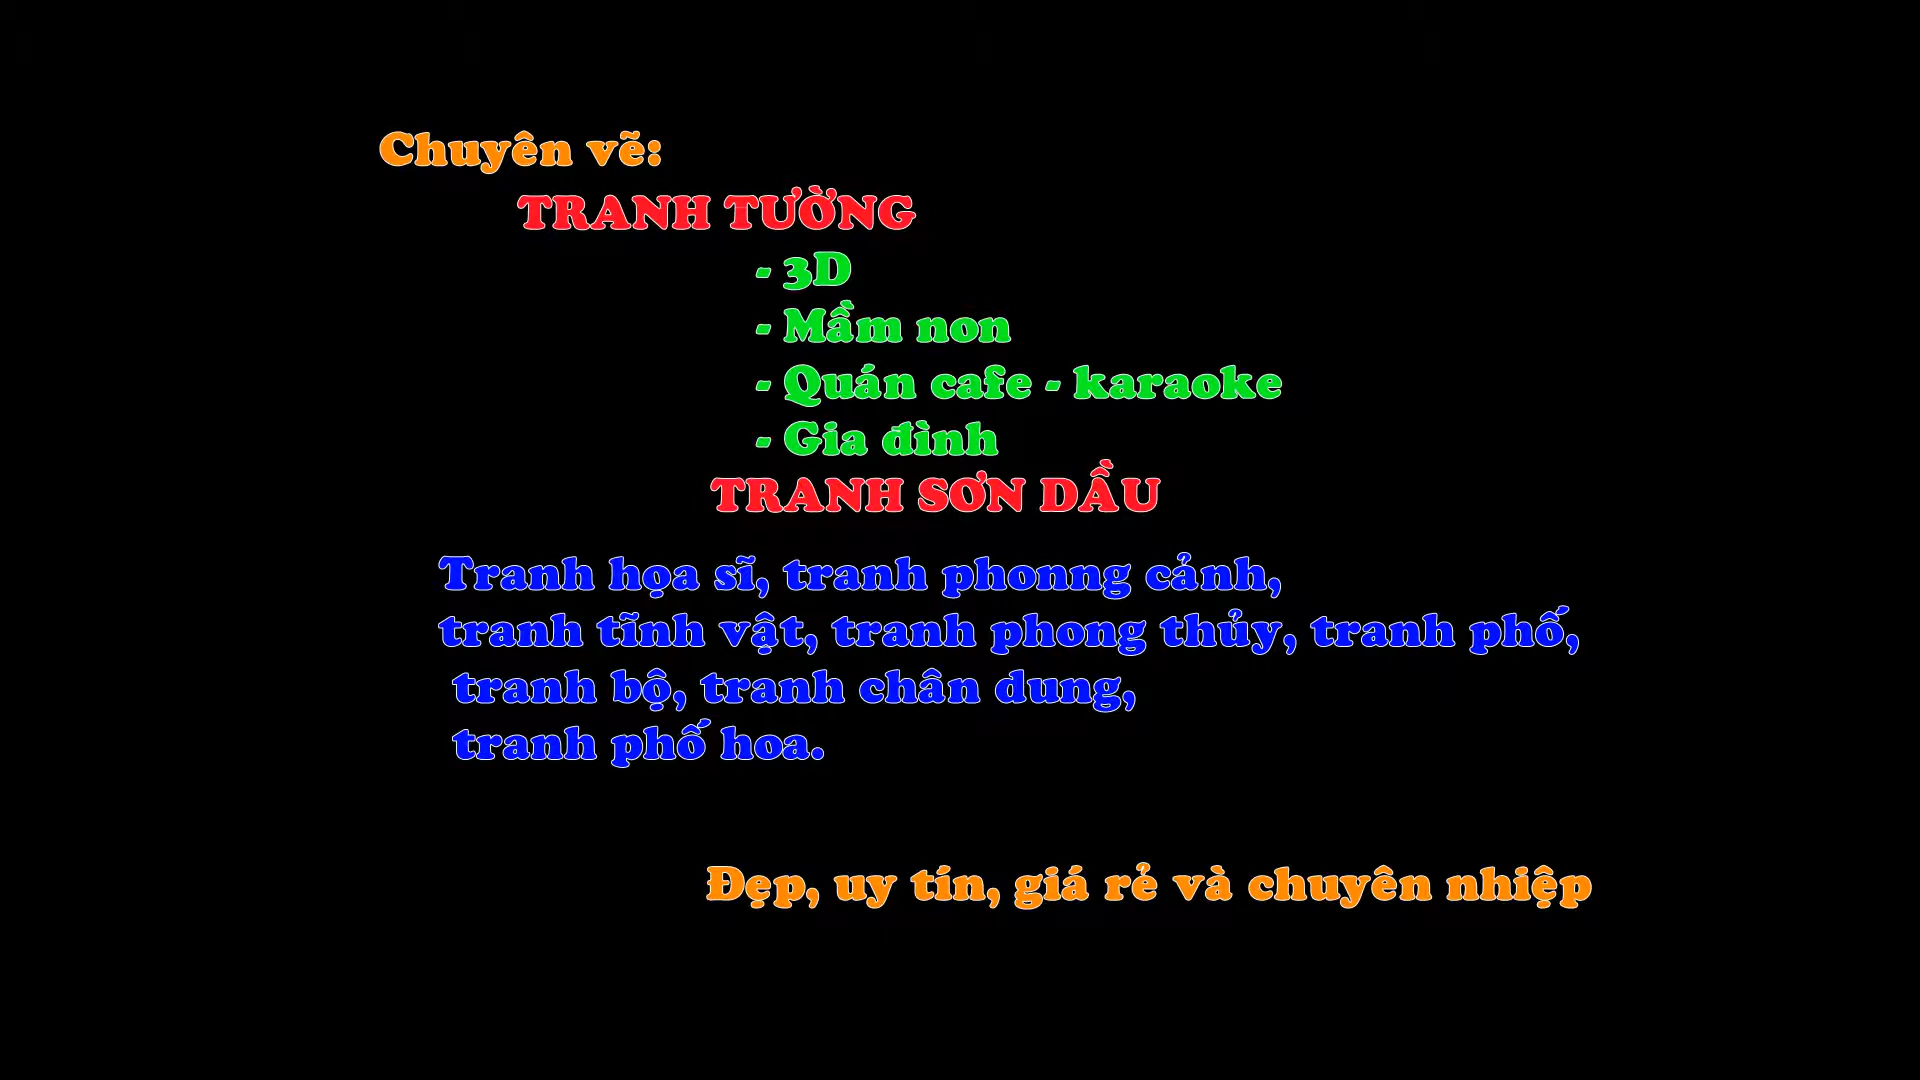 Chuyên vẽ:
TRANH TƯỜNG
- 3D
- Mầm non
- Quán cafe - karaoke
- Gia đình
TRANH SƠN DẦU
Tranh họa sĩ, tranh phonng cảnh,
tranh tĩnh vật, tranh phong thủy, tranh phố,
tranh bộ, tranh chân dung,
tranh phố hoa.
Đẹp, uy tín, giá rẻ và chuyên nhiệp